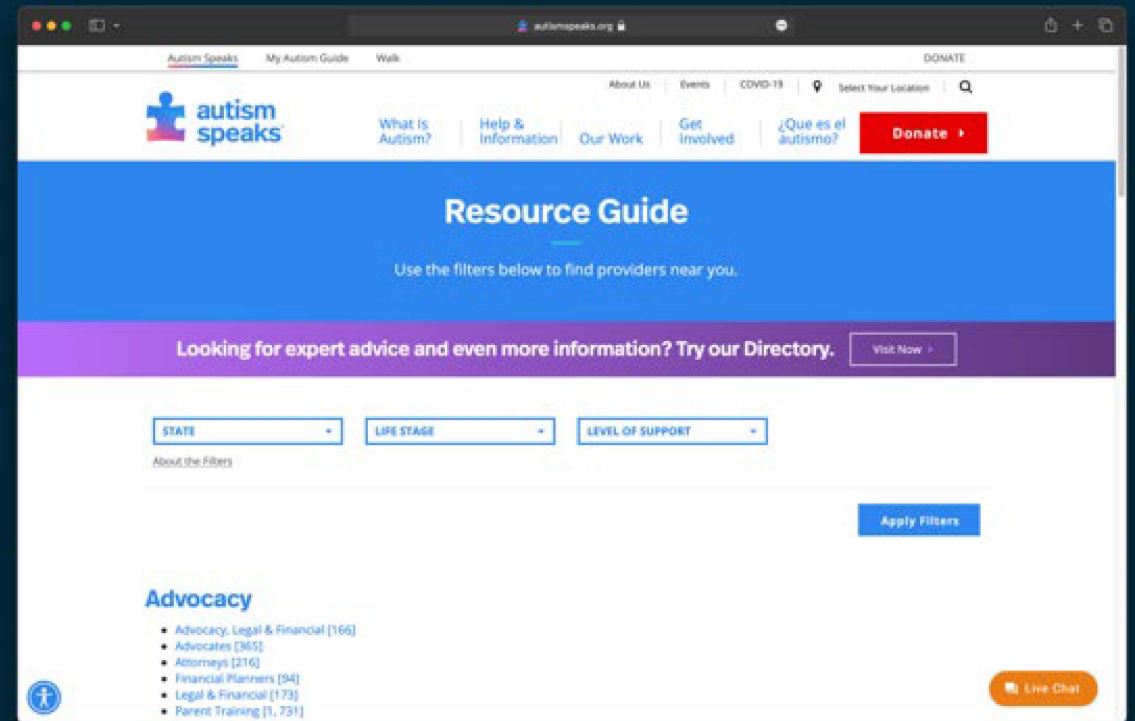 autismspeaks.org
Autism Speaks My Autism Guide Walk DONATE
About Us Events COVID-19 Select Your Location
autism
speaks
What Is
Autism?
Help &
Information
Our Work
Get
Involved
¿Que es el
autismo?
Donate
Resource Guide
Use the filters below to find providers near you.
Looking for expert advice and even more information? Try our Directory. Visit Now
STATE LIFE STAGE LEVEL OF SUPPORT
About the Filters
Apply Filters
Advocacy
Advocacy, Legal & Financial [166]
Advocates [365]
Attorneys [216]
Financial Planners [94]
Legal & Financial [173]
Parent Training [1, 731]
Live Chat